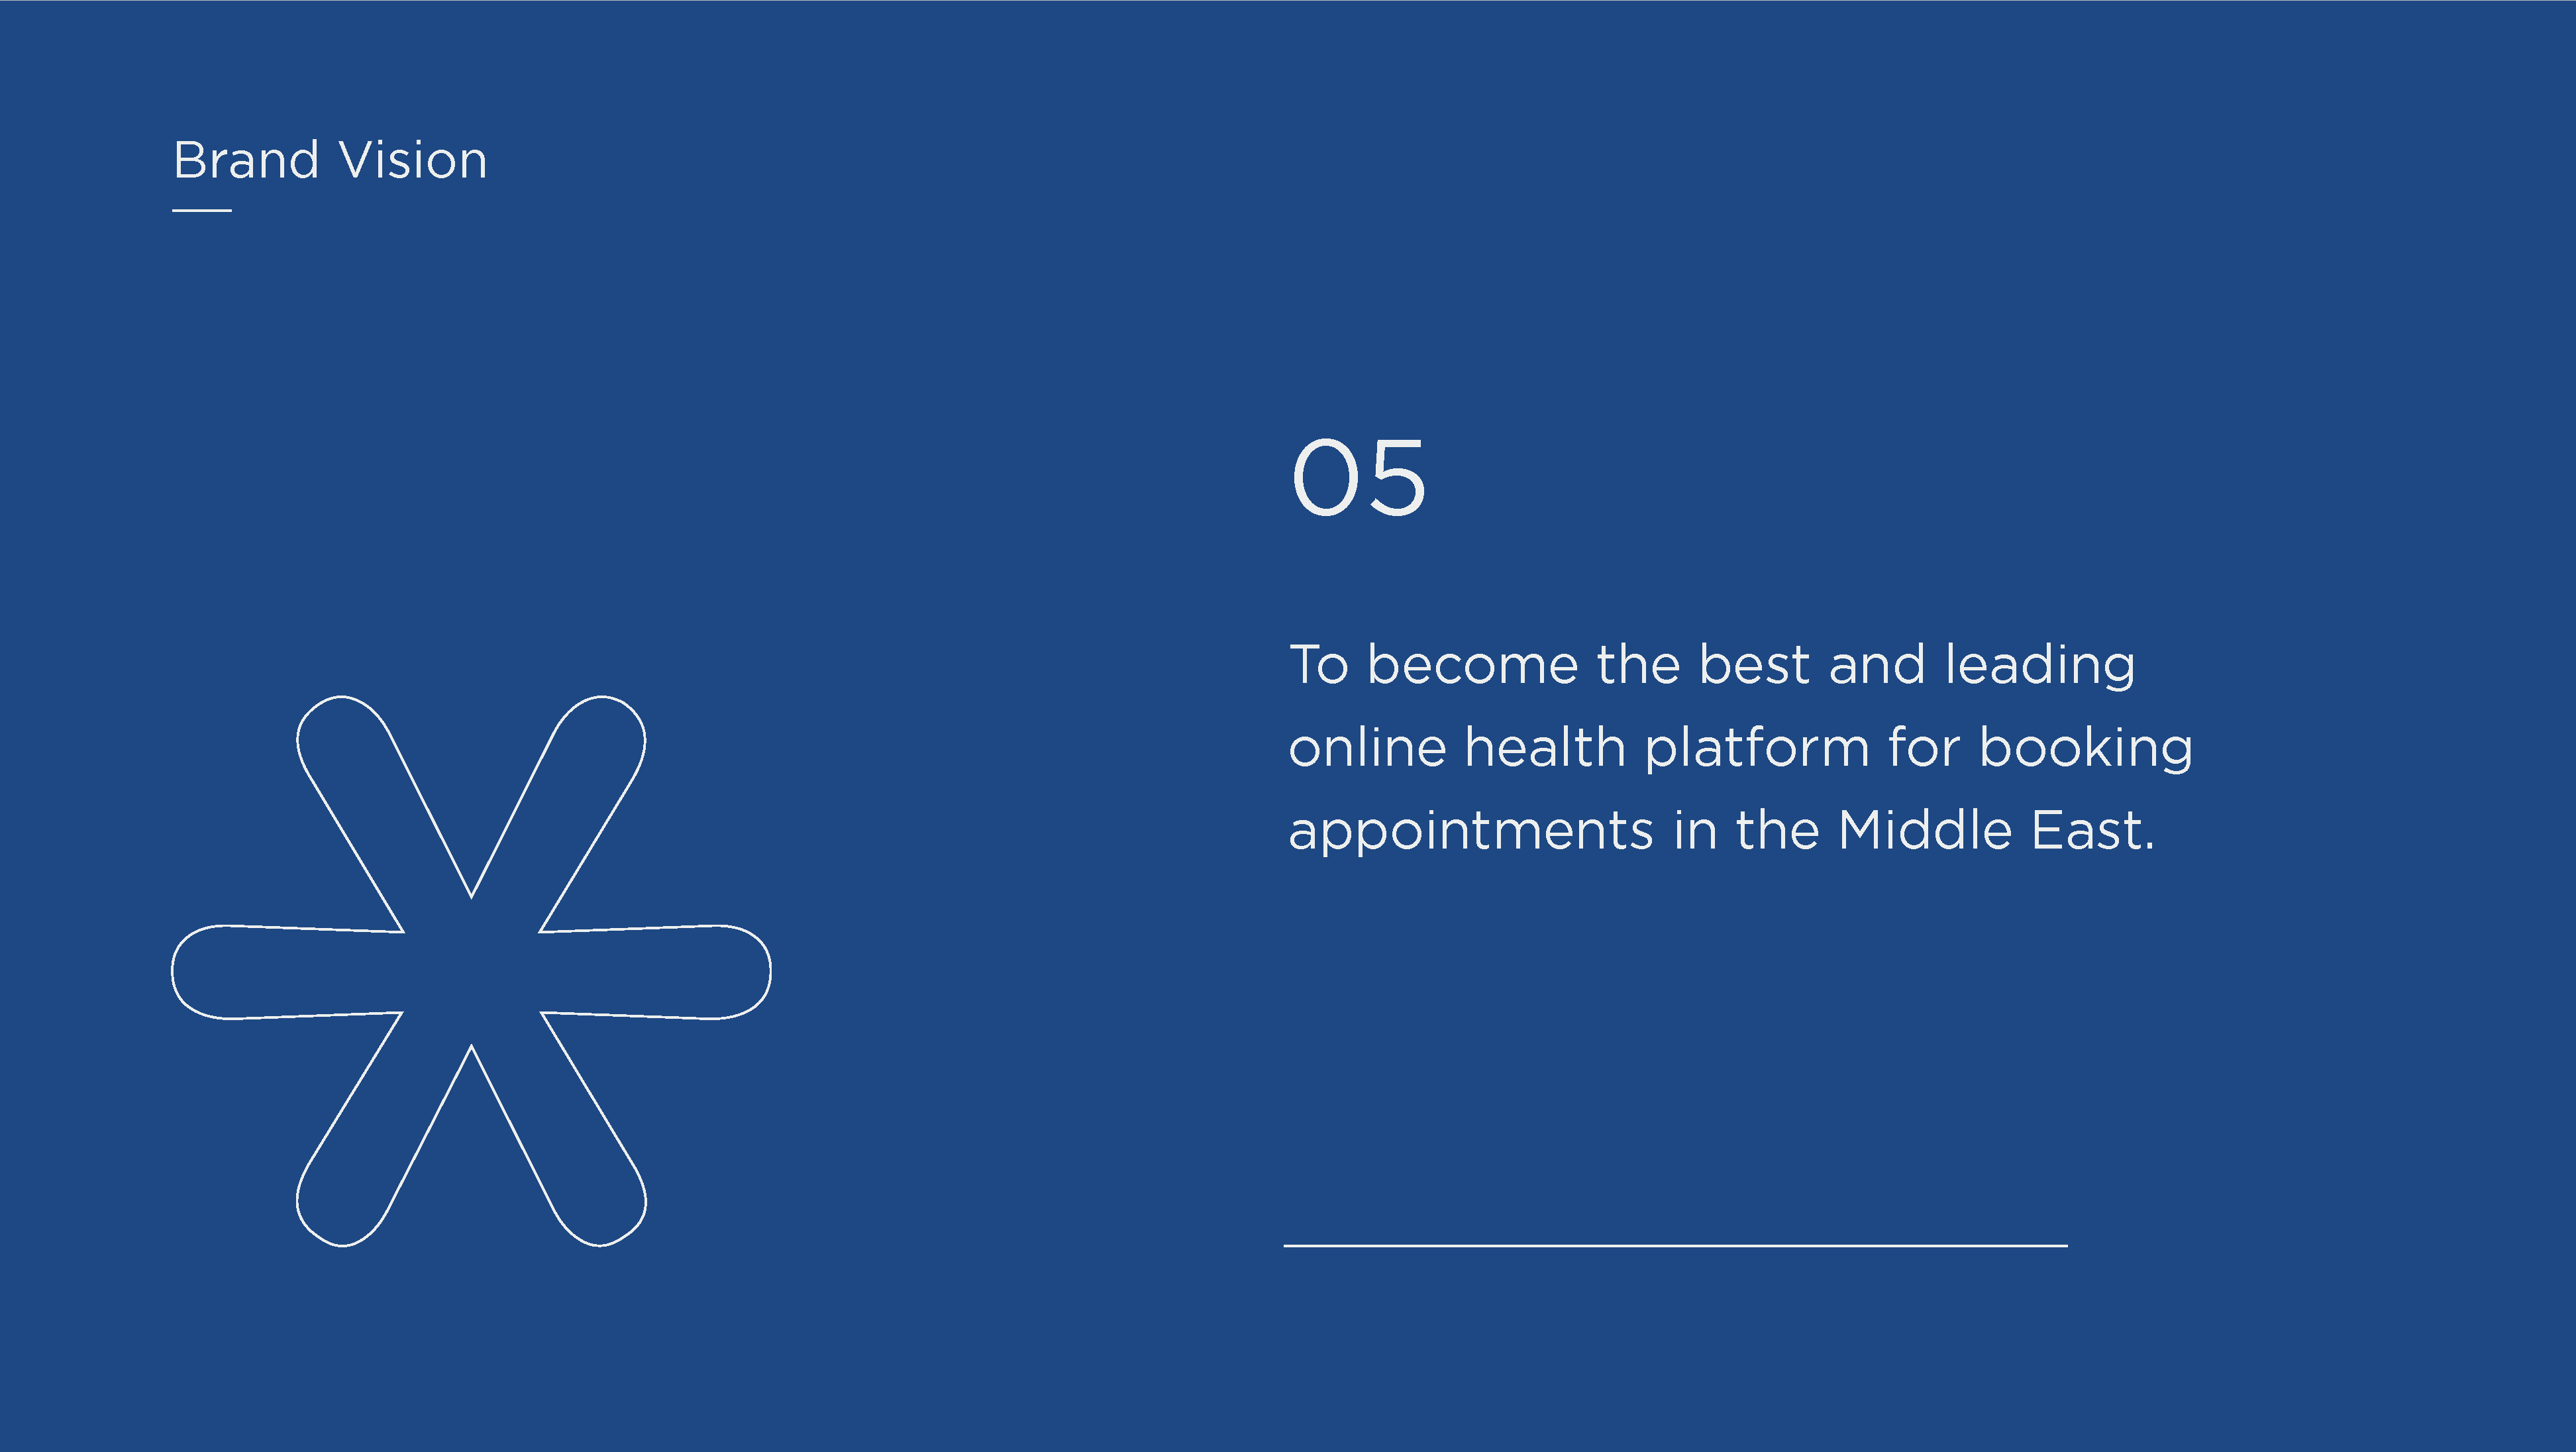 Brand Vision
05
To become the best and leading
online health platform for booking
appointments in the Middle East.